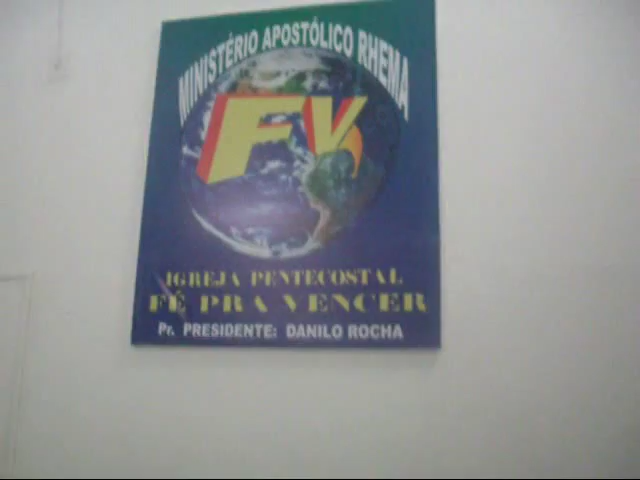 MINISTÉRIO APOSTÓLICO RHEMA
FV
IGREJA PENTECOSTAL
FÉ PRA VENCER
Pr. PRESIDENTE: DANILO ROCHA